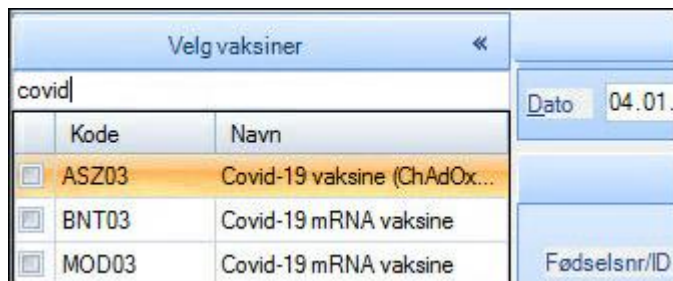 Velg vaksiner «
covid
Dato 04.01.
Kode Navn
ASZ03 Covid-19 vaksine (ChAdOx...
BNT03 Covid-19 mRNA vaksine
MOD03 Covid-19 mRNA vaksine
Fødselsnr/ID